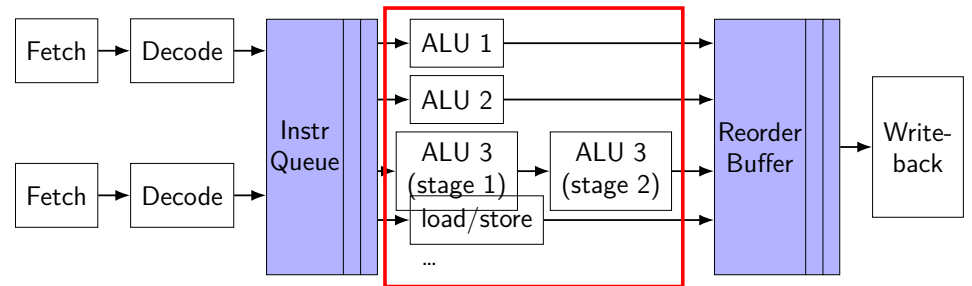 Fetch
Decode
Fetch
Decode
Instr
Queue
ALU 1
ALU 2
ALU 3
(stage 1)
ALU 3
(stage 2)
load/store
...
Reorder
Buffer
Write-
back